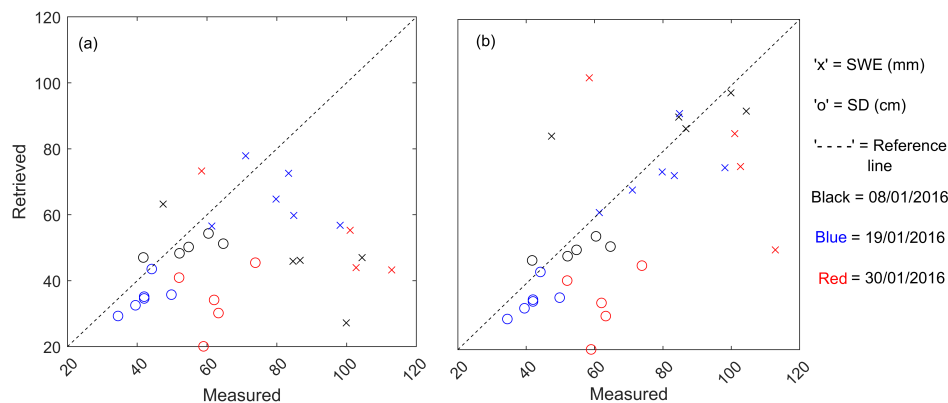 120
100
80
60
40
20
Retrieved
(a)
20
40
60
80
100
120
Measured
(b)
20
40
60
80
100
120
Measured
'x' = SWE (mm)
'o' = SD (cm)
'- - - -' = Reference
line
Black = 08/01/2016
Blue = 19/01/2016
Red = 30/01/2016